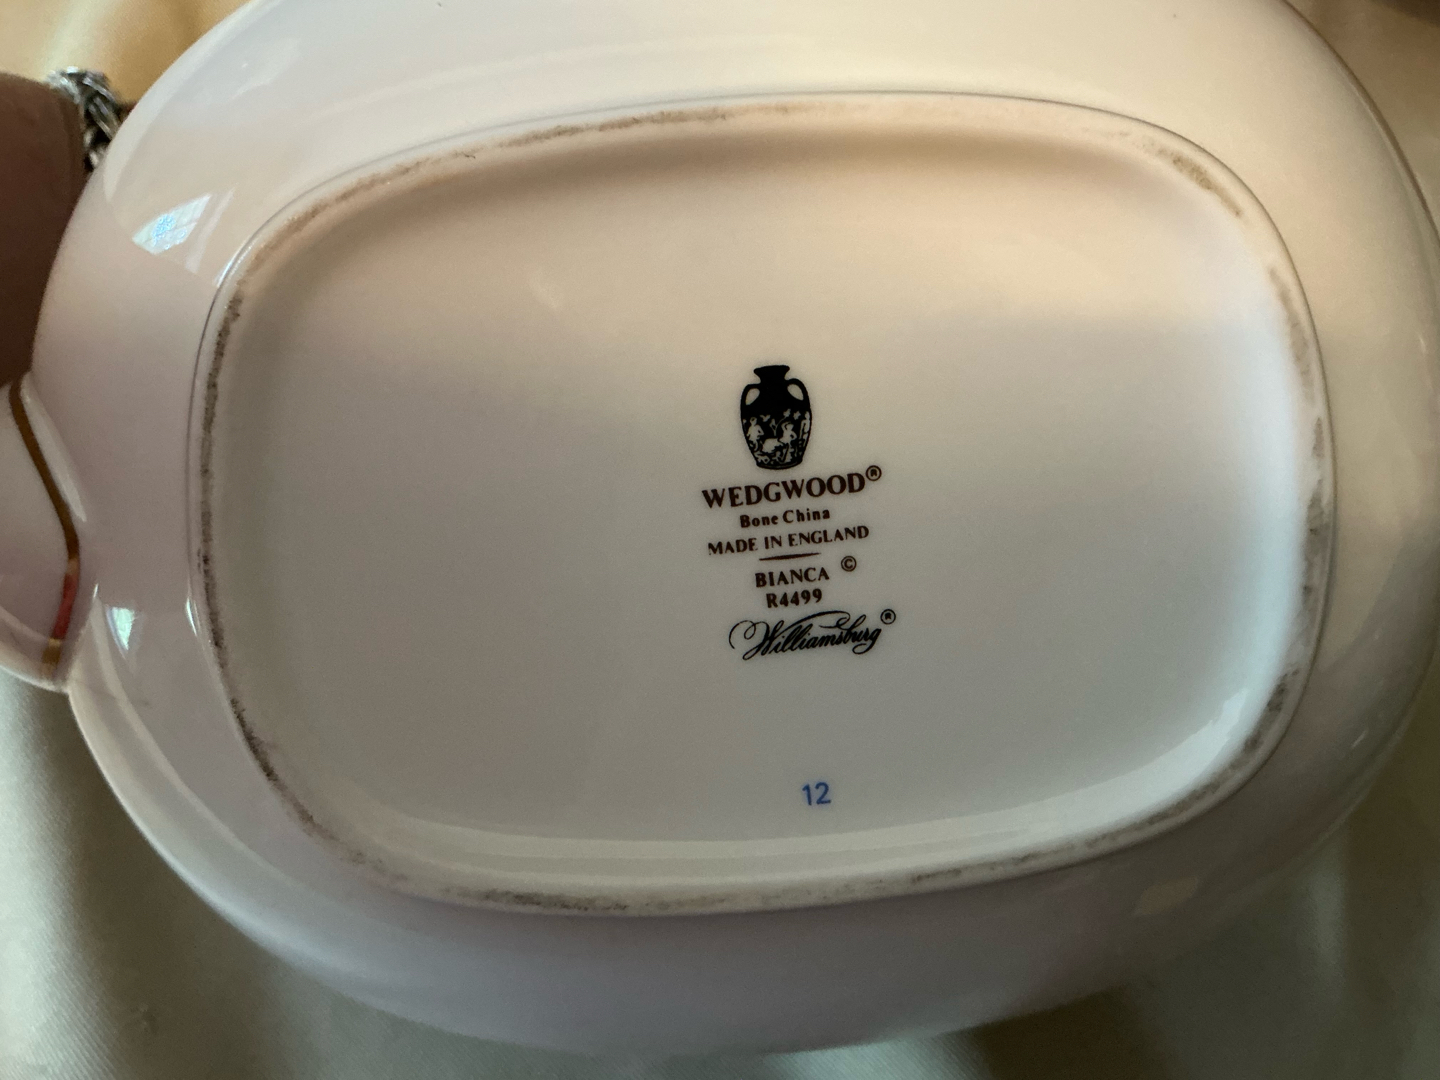 WEDGWOOD®
Bone China
MADE IN ENGLAND
BIANCA ©
R4499
Williamsburg®
12